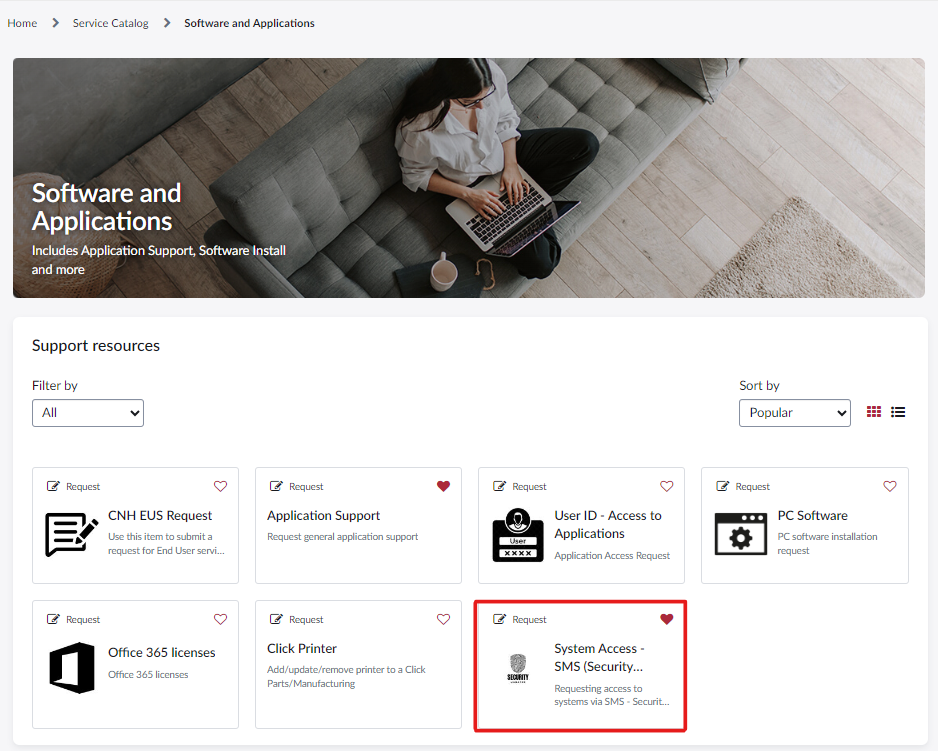 Home
Service Catalog
Software and Applications
Software and
Applications
Includes Application Support, Software Install
and more
Support resources
Filter by
All
Sort by
Popular
Request
CNH EUS Request
Use this item to submit a
request for End User servi...
Request
Application Support
Request general application support
Request
User
XXXX
User ID - Access to
Applications
Application Access Request
Request
PC Software
PC software installation
request
Request
Office 365 licenses
Office 365 licenses
Request
Click Printer
Add/update/remove printer to a Click
Parts/Manufacturing
Request
SECURITY
System Access -
SMS (Security...
Requesting access to
systems via SMS - Securit...